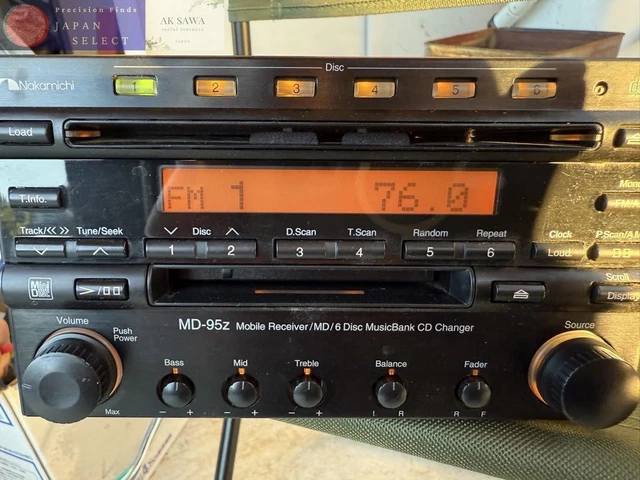 Precision Finds
JAPAN
SELECT
AK SAWA
Disc
Nakamichi
1 2 3 4 5 6
Load
T.Info.
FM 1 76.0
Track/ Tune/Seek
Disc
D.Scan
T.Scan
Random
Repeat
Clock
P.Scan/A.M
1 2 3 4 5 6
Loud
Mini Disc
Scroll
Display
MD-95z Mobile Receiver/MD/6 Disc MusicBank CD Changer
Volume
Push
Power
Max
Bass
Mid
Treble
Balance
Fader
Source
- + - + - + L R R F